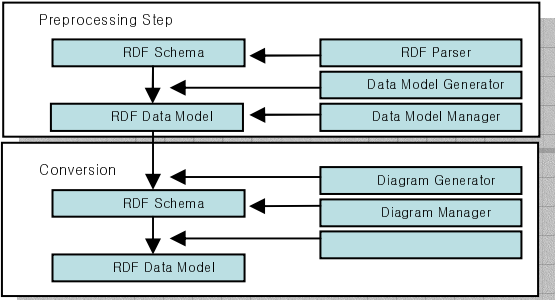 Preprocessing Step
RDF Schema
RDF Parser
Data Model Generator
RDF Data Model
Data Model Manager
Conversion
Diagram Generator
RDF Schema
Diagram Manager
RDF Data Model